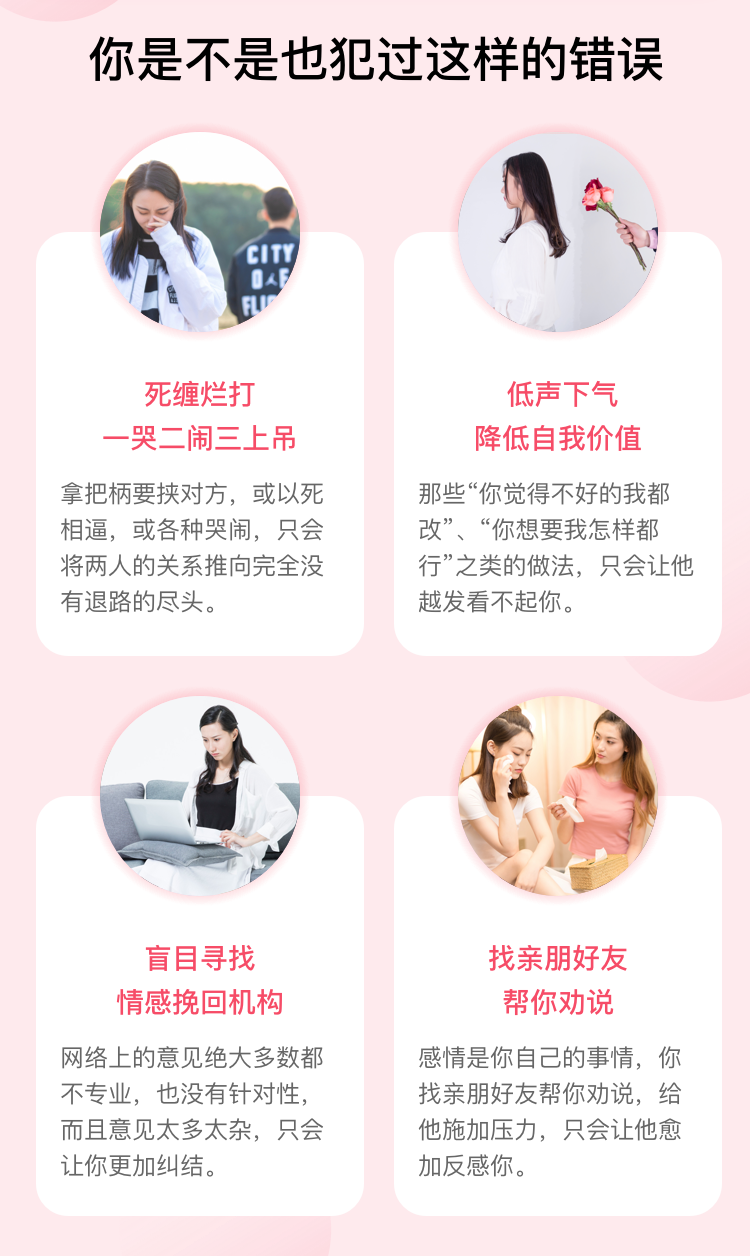 你是不是也犯过这样的错误
CITY
OF
死缠烂打
一哭二闹三上吊
拿把柄要挟对方，或以死
相逼，或各种哭闹，只会
将两人的关系推向完全没
有退路的尽头。
低声下气
降低自我价值
那些“你觉得不好的我都
改”、“你想要我怎样都
行”之类的做法，只会让他
越发看不起你。
盲目寻找
情感挽回机构
网络上的意见绝大多数都
不专业，也没有针对性，
而且意见太多太杂，只会
让你更加纠结。
找亲朋好友
帮你劝说
感情是你自己的事情，你
找亲朋好友帮你劝说，给
他施加压力，只会让他愈
加反感你。